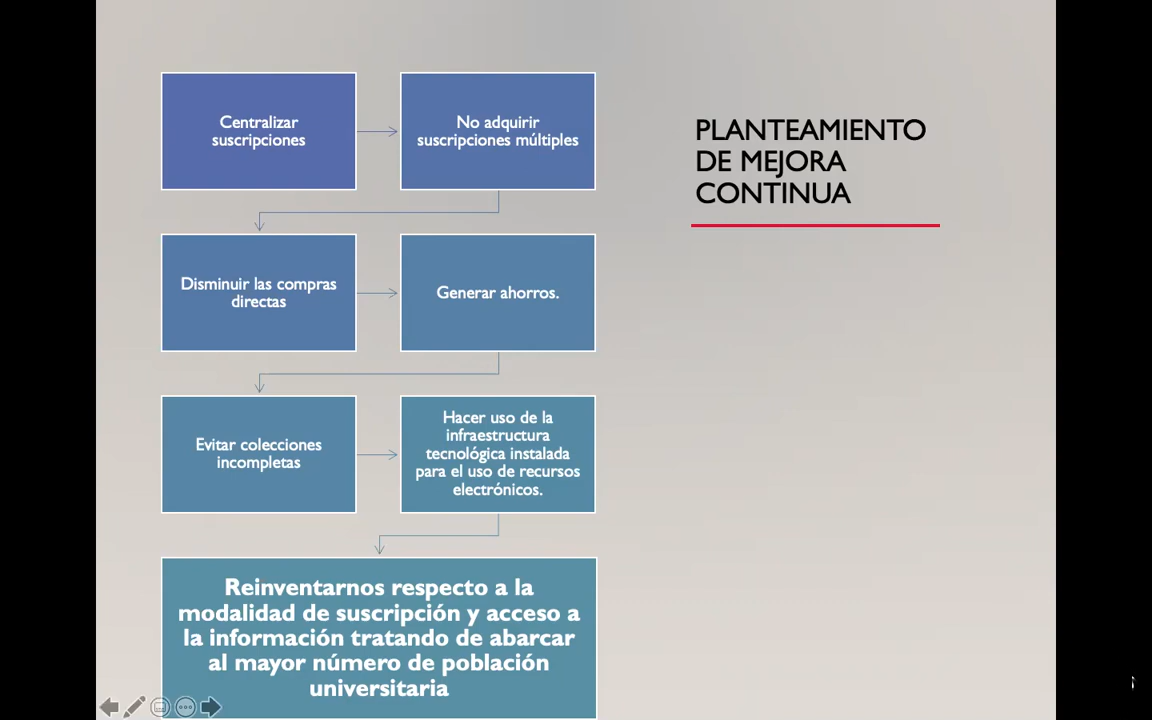 Centralizar
suscripciones
No adquirir
suscripciones múltiples
PLANTEAMIENTO
DE MEJORA
CONTINUA
Disminuir las compras
directas
Generar ahorros.
Evitar colecciones
incompletas
Hacer uso de la
infraestructura
tecnológica instalada
para el uso de recursos
electrónicos.
Reinventarnos respecto a la
modalidad de suscripción y acceso a
la información tratando de abarcar
al mayor número de población
universitaria